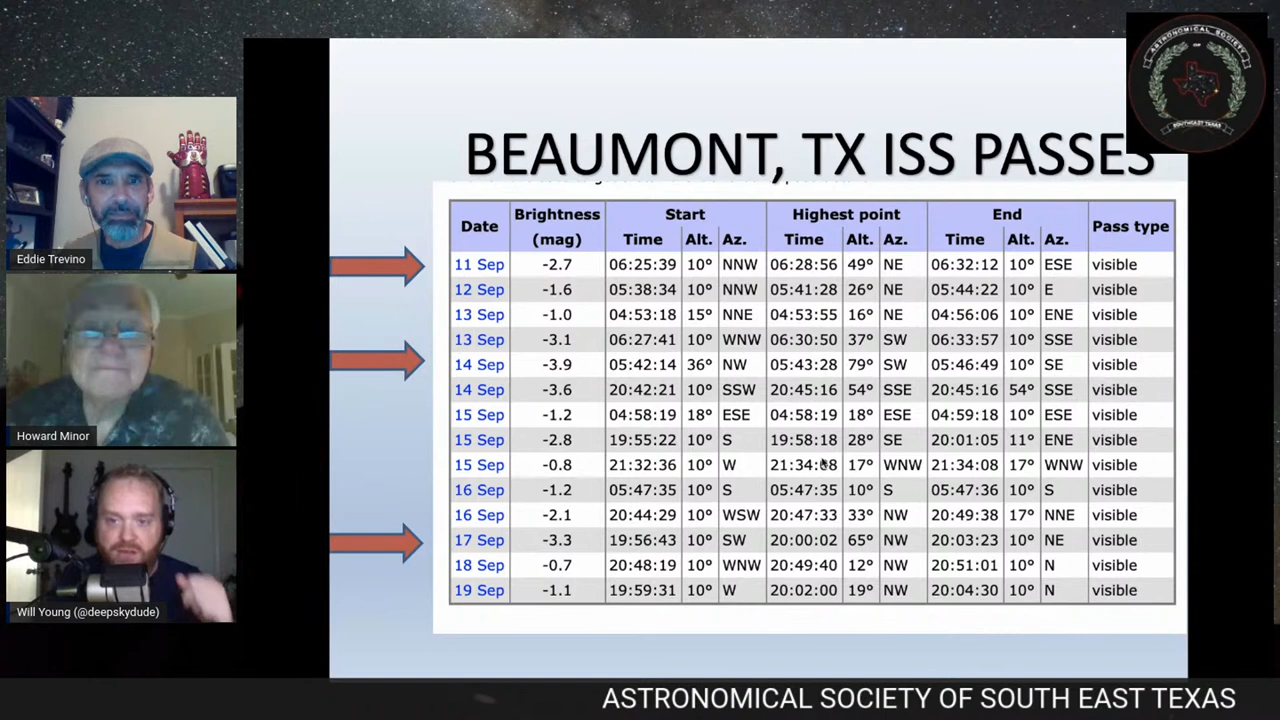 ASTRONOMICAL SOCIETY
SOUTHEAST TEXAS
BEAUMONT, TX ISS PASSES
Date Brightness (mag) Start Highest point End Pass type
Time Alt. Az. Time Alt. Az. Time Alt. Az.
11 Sep -2.7 06:25:39 10° NNW 06:28:56 49° NE 06:32:12 10° ESE visible
12 Sep -1.6 05:38:34 10° NNW 05:41:28 26° NE 05:44:22 10° E visible
13 Sep -1.0 04:53:18 15° NNE 04:53:55 16° NE 04:56:06 10° ENE visible
13 Sep -3.1 06:27:41 10° WNW 06:30:50 37° SW 06:33:57 10° SSE visible
14 Sep -3.9 05:42:14 36° NW 05:43:28 79° SW 05:46:49 10° SE visible
14 Sep -3.6 20:42:21 10° SSW 20:45:16 54° SSE 20:45:16 54° SSE visible
15 Sep -1.2 04:58:19 18° ESE 04:58:19 18° ESE 04:59:18 10° ESE visible
15 Sep -2.8 19:55:22 10° S 19:58:18 28° SE 20:01:05 11° ENE visible
15 Sep -0.8 21:32:36 10° W 21:34:08 17° WNW 21:34:08 17° WNW visible
16 Sep -1.2 05:47:35 10° S 05:47:35 10° S 05:47:36 10° S visible
16 Sep -2.1 20:44:29 10° WSW 20:47:33 33° NW 20:49:38 17° NNE visible
17 Sep -3.3 19:56:43 10° SW 20:00:02 65° NW 20:03:23 10° NE visible
18 Sep -0.7 20:48:19 10° WNW 20:49:40 12° NW 20:51:01 10° N visible
19 Sep -1.1 19:59:31 10° W 20:02:00 19° NW 20:04:30 10° N visible
Eddie Trevino
Howard Minor
Will Young (@deepskydude)
ASTRONOMICAL SOCIETY OF SOUTH EAST TEXAS